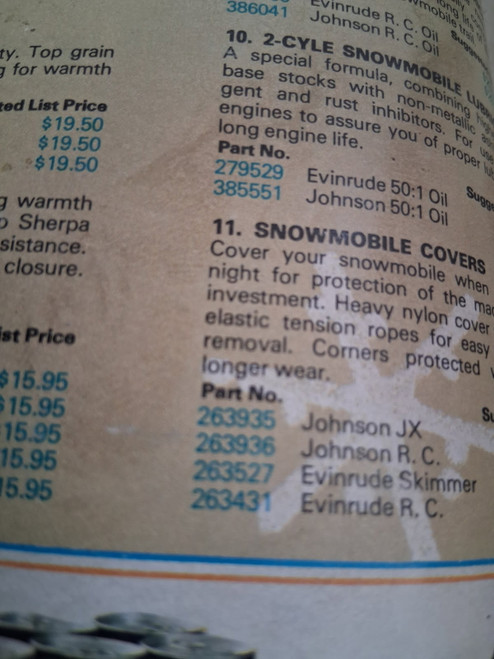 ty. Top grain
g for warmth
ted List Price
$19.50
$19.50
$19.50
g warmth
Sherpa
sistance.
closure.
ist Price
$15.95
$15.95
$15.95
15.95
15.95
Evinrude R. C. Oil
386041 Johnson R. C. Oil
10. 2-CYLE SNOWMOBILE
A special formula, combining
base stocks with non-metallic
gent and rust inhibitors. For
engines to assure you of proper
long engine life.
Part No.
279529 Evinrude 50:1 Oil
385551 Johnson 50:1 Oil
11. SNOWMOBILE COVERS
Cover your snowmobile when
night for protection of the
investment. Heavy nylon cover
elastic tension ropes for easy
removal. Corners protected
longer wear.
Part No.
263935 Johnson JX
263936 Johnson R. C.
263527 Evinrude Skimmer
263431 Evinrude R. C.